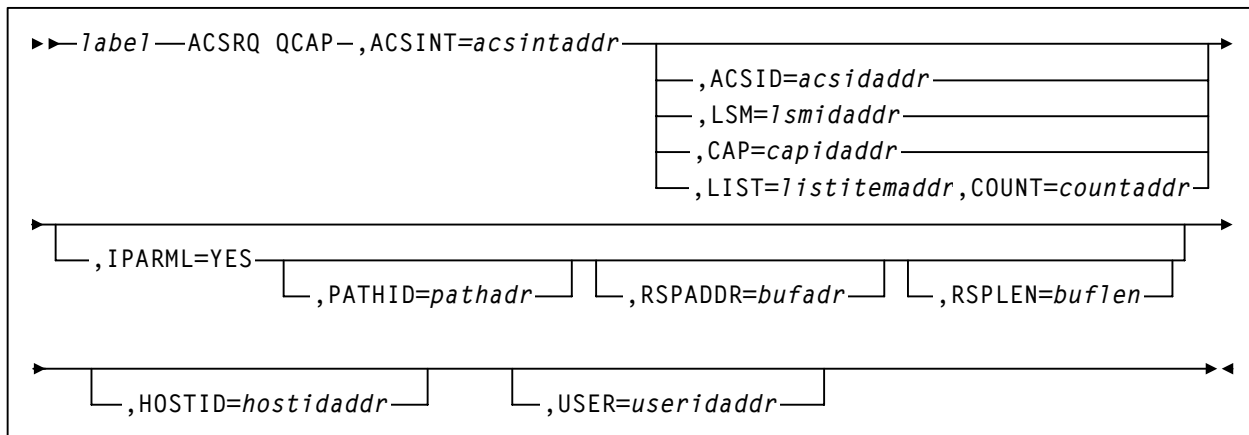 label ACSRQ QCAP ,ACSINT=acsintaddr
,ACSID=acsidaddr
,LSM=lsmidaddr
,CAP=capidaddr
,LIST=listitemaddr,COUNT=countaddr
,IPARML=YES
,PATHID=pathadr ,RSPADDR=bufadr ,RSPLEN=buflen
,HOSTID=hostidaddr ,USER=useridaddr